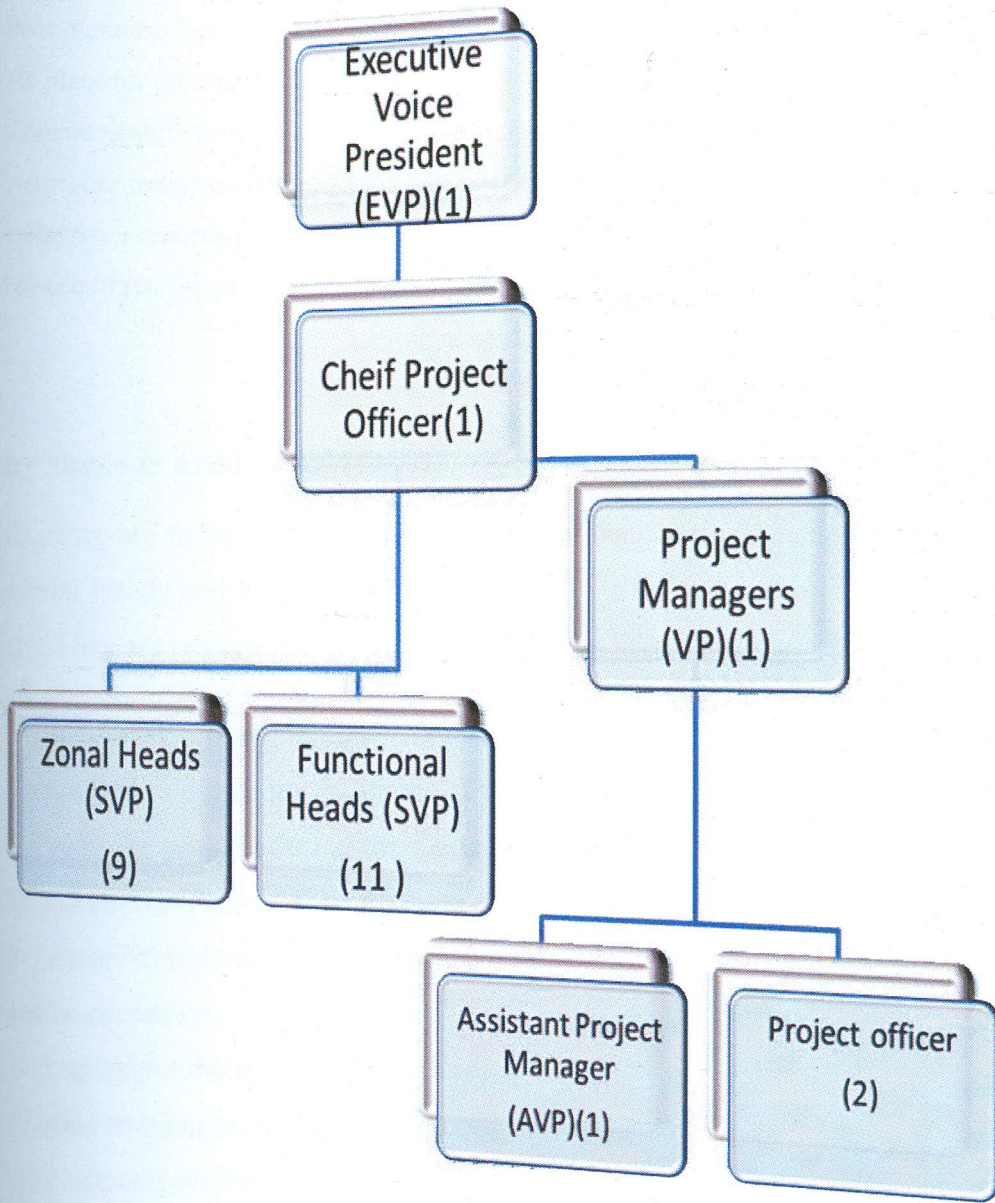 Executive
Voice
President
(EVP)(1)
Cheif Project
Officer(1)
Project
Managers
(VP)(1)
Zonal Heads
(SVP)
(9)
Functional
Heads (SVP)
(11 )
Assistant Project
Manager
(AVP)(1)
Project officer
(2)